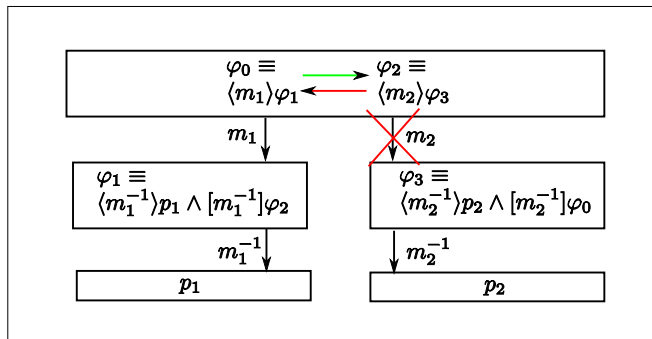 φ₀ ≡ φ₂ ≡
⟨m₁⟩φ₁ ⟨m₂⟩φ₃
m₁ m₂
φ₁ ≡ φ₃ ≡
⟨m₁⁻¹⟩p₁ ∧ [m₁⁻¹]φ₂ ⟨m₂⁻¹⟩p₂ ∧ [m₂⁻¹]φ₀
m₁⁻¹ m₂⁻¹
p₁ p₂